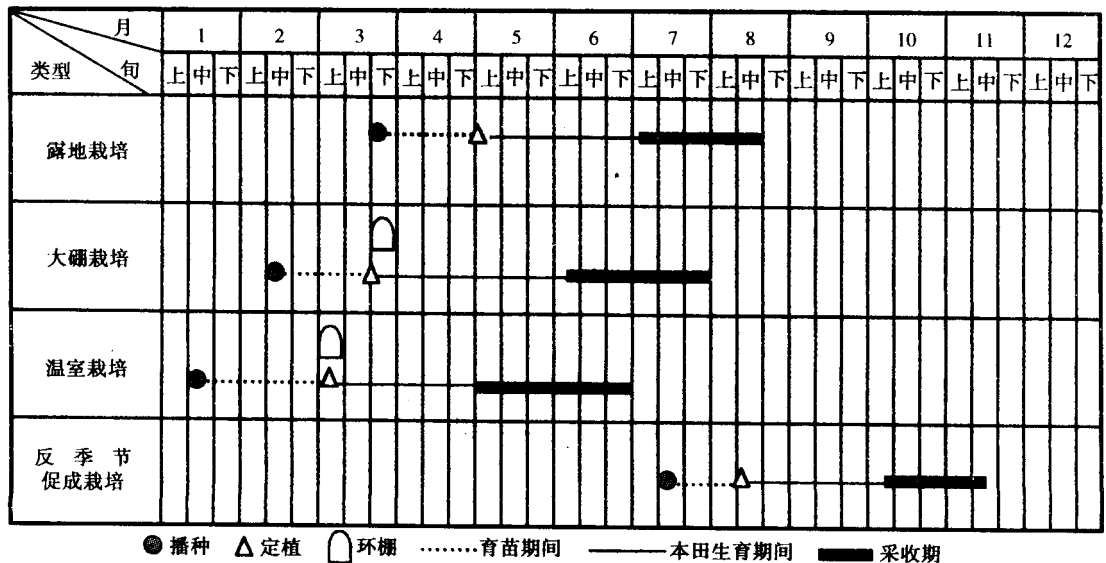 月
1 2 3 4 5 6 7 8 9 10 11 12
类型 旬
上 中 下 上 中 下 上 中 下 上 中 下 上 中 下 上 中 下 上 中 下 上 中 下 上 中 下 上 中 下 上 中 下 上 中 下
露地栽培
大硼栽培
温室栽培
反季节
促成栽培
播种 定植 环棚 育苗期间 本田生育期间 采收期